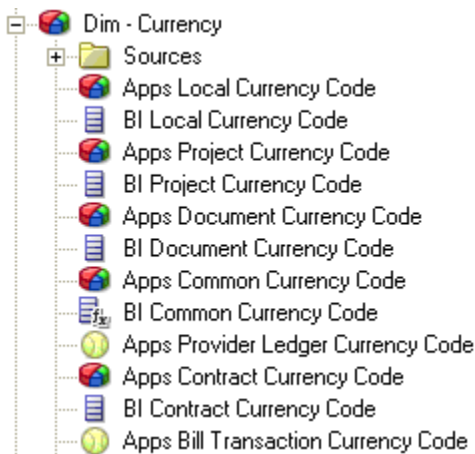 Dim - Currency
Sources
Apps Local Currency Code
BI Local Currency Code
Apps Project Currency Code
BI Project Currency Code
Apps Document Currency Code
BI Document Currency Code
Apps Common Currency Code
BI Common Currency Code
Apps Provider Ledger Currency Code
Apps Contract Currency Code
BI Contract Currency Code
Apps Bill Transaction Currency Code